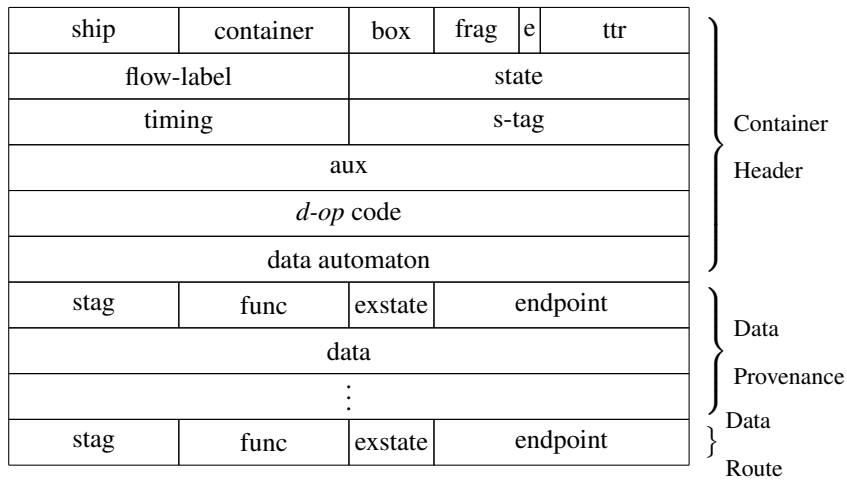 ship container box frag e ttr
flow-label state
timing s-tag
Container
aux
Header
d-op code
data automaton
stag func exstate endpoint
Data
data
Provenance
⋮
Data
stag func exstate endpoint
Route